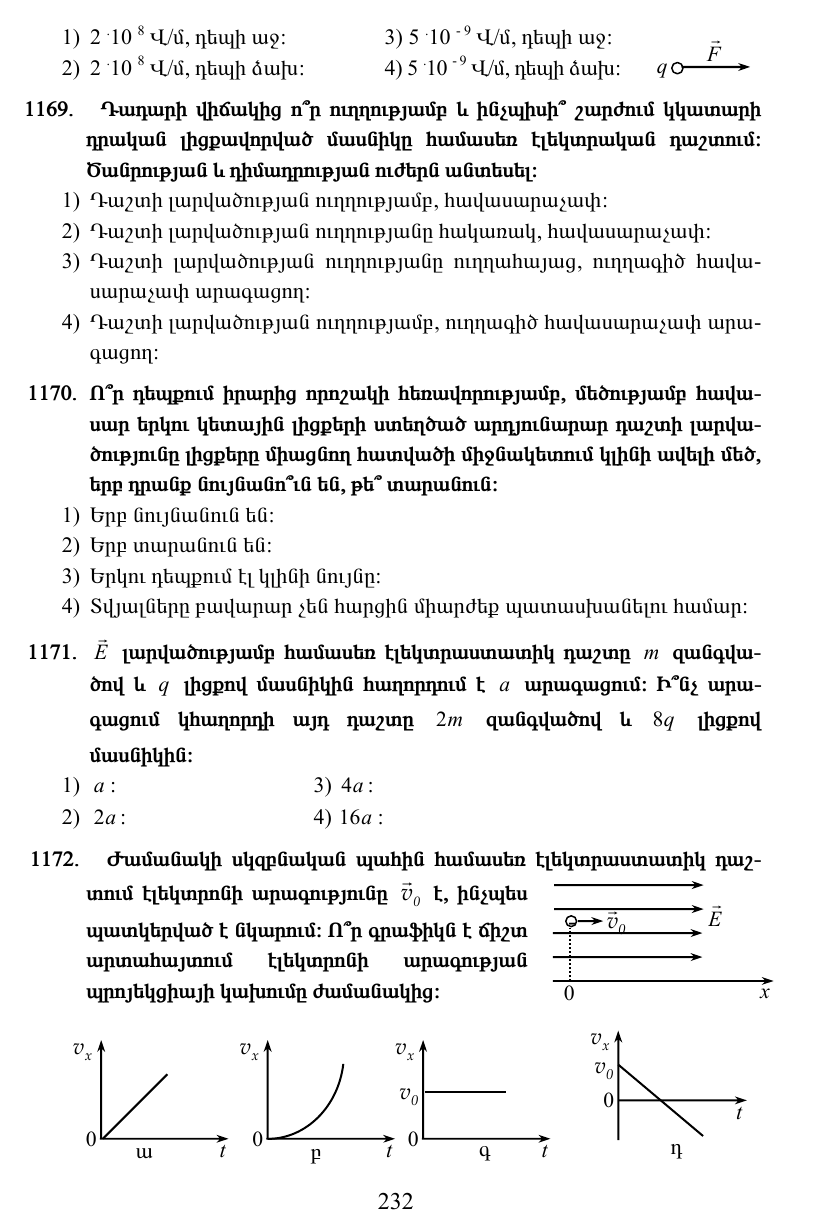 1) 2 ·10 ⁸ Վ/մ, դեպի աջ: 3) 5 ·10 ⁻⁹ Վ/մ, դեպի աջ:
2) 2 ·10 ⁸ Վ/մ, դեպի ձախ: 4) 5 ·10 ⁻⁹ Վ/մ, դեպի ձախ: q F⃗
1169. Դադարի վիճակից ո՞ր ուղղությամբ և ինչպիսի՞ շարժում կկատարի
դրական լիցքավորված մասնիկը համասեռ էլեկտրական դաշտում:
Ծանրության և դիմադրության ուժերն անտեսել:
1) Դաշտի լարվածության ուղղությամբ, հավասարաչափ:
2) Դաշտի լարվածության ուղղությանը հակառակ, հավասարաչափ:
3) Դաշտի լարվածության ուղղությանը ուղղահայաց, ուղղագիծ հավա-
սարաչափ արագացող:
4) Դաշտի լարվածության ուղղությամբ, ուղղագիծ հավասարաչափ արա-
գացող:
1170. Ո՞ր դեպքում իրարից որոշակի հեռավորությամբ, մեծությամբ հավա-
սար երկու կետային լիցքերի ստեղծած արդյունարար դաշտի լարվա-
ծությունը լիցքերը միացնող հատվածի միջնակետում կլինի ավելի մեծ,
երբ դրանք նույնանո՞ւն են, թե՞ տարանուն:
1) Երբ նույնանուն են:
2) Երբ տարանուն են:
3) Երկու դեպքում էլ կլինի նույնը:
4) Տվյալները բավարար չեն հարցին միարժեք պատասխանելու համար:
1171. E⃗ լարվածությամբ համասեռ էլեկտրաստատիկ դաշտը m զանգվա-
ծով և q լիցքով մասնիկին հաղորդում է a արագացում: Ի՞նչ արա-
գացում կհաղորդի այդ դաշտը 2m զանգվածով և 8q լիցքով
մասնիկին:
1) a : 3) 4a :
2) 2a : 4) 16a :
1172. Ժամանակի սկզբնական պահին համասեռ էլեկտրաստատիկ դաշ-
տում էլեկտրոնի արագությունը v⃗₀ է, ինչպես
պատկերված է նկարում: Ո՞ր գրաֆիկն է ճիշտ
արտահայտում էլեկտրոնի արագության
պրոյեկցիայի կախումը ժամանակից:
v⃗₀ E⃗
0 x
vₓ vₓ vₓ vₓ
v₀ v₀
0 0 0 0
t t t t
ա բ գ դ
232